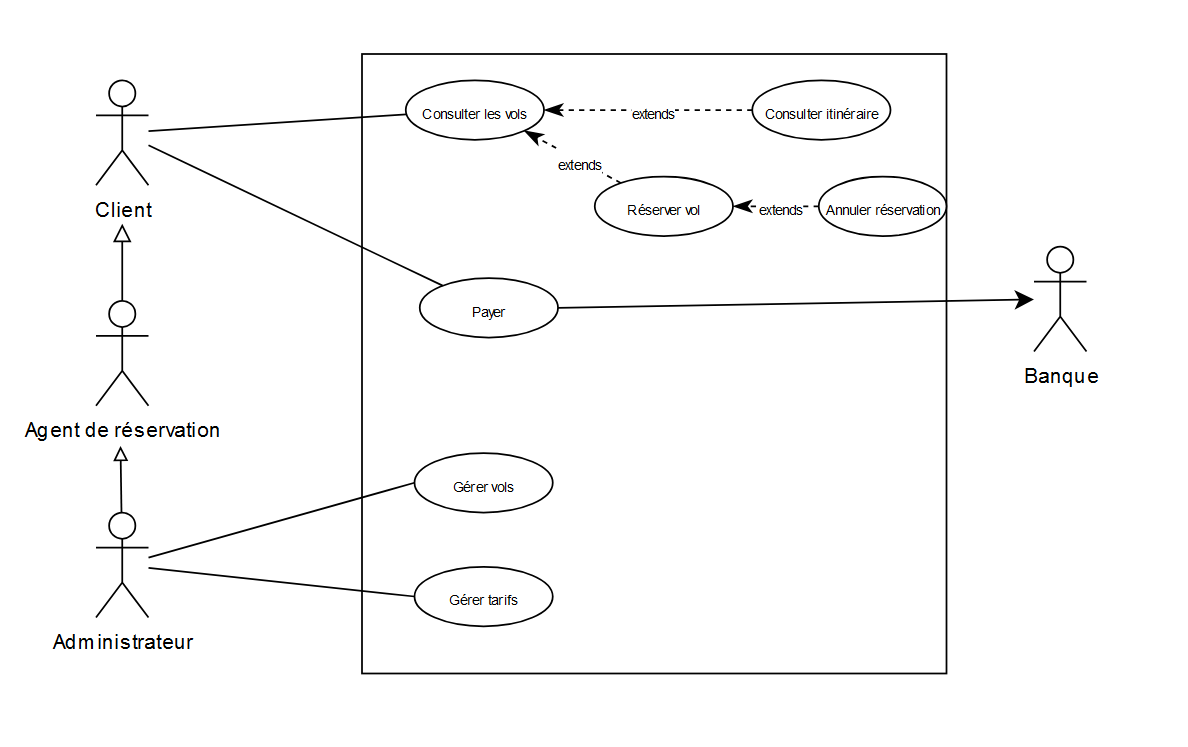 Consulter les vols
extends
Consulter itinéraire
extends
Réserver vol
extends
Annuler réservation
Client
Payer
Banque
Agent de réservation
Gérer vols
Gérer tarifs
Administrateur